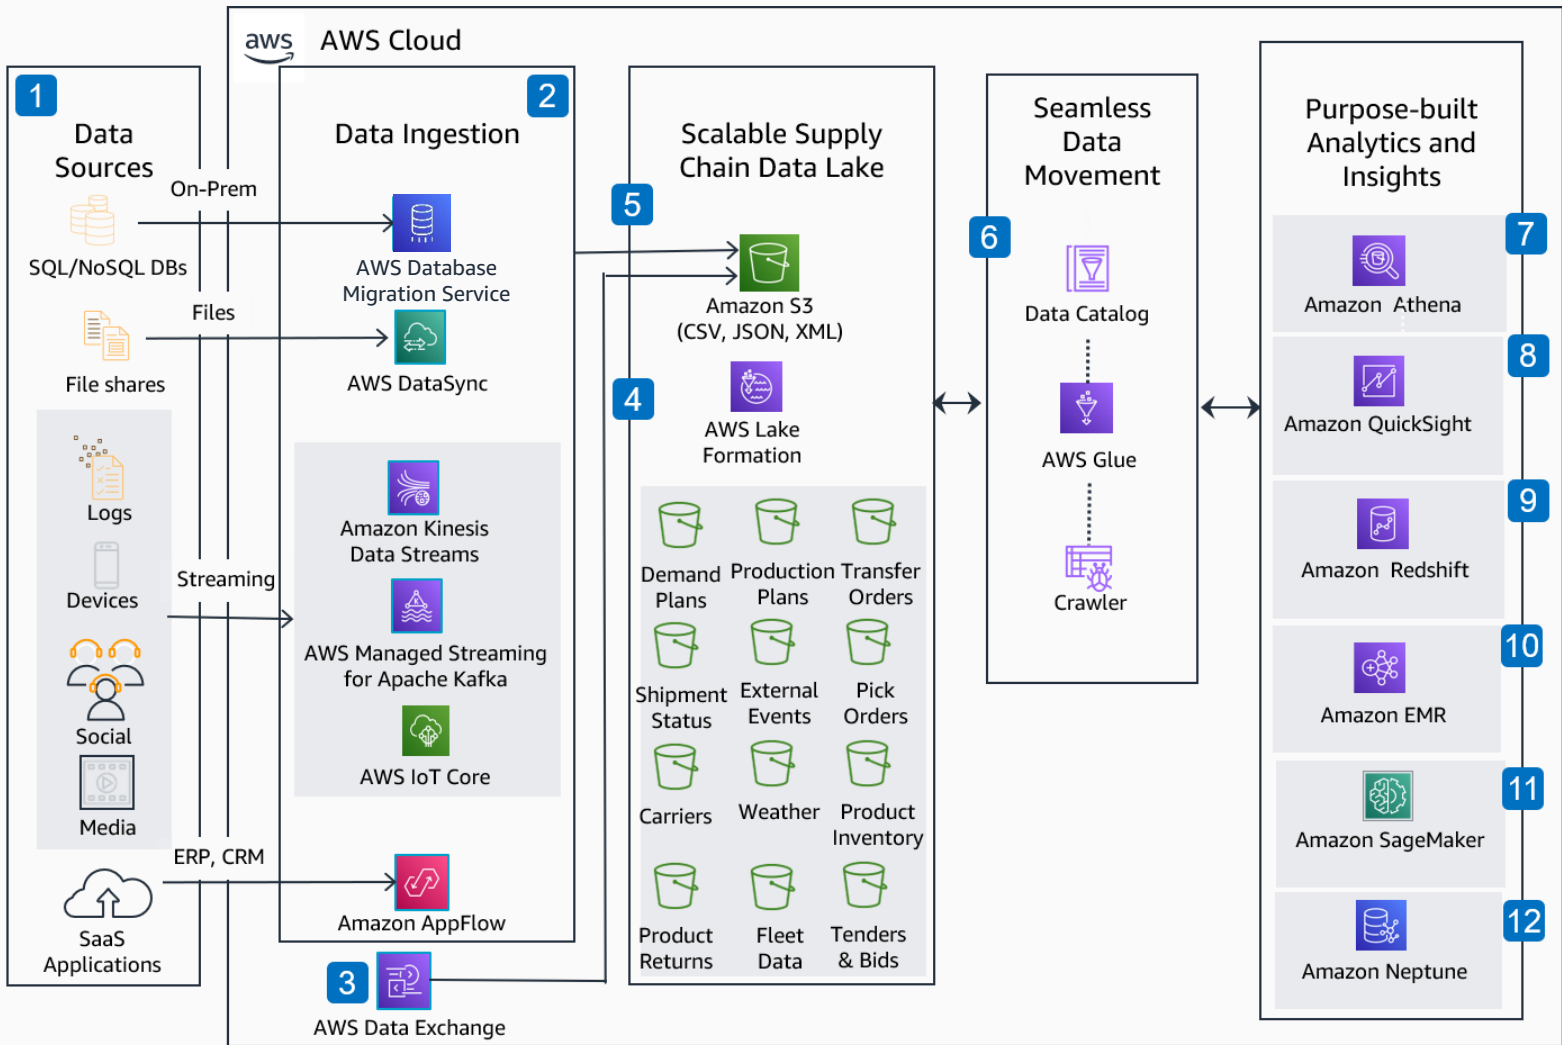 aws
AWS Cloud
1
Data
Sources
On-Prem
SQL/NoSQL DBs
Files
File shares
Logs
Devices
Streaming
Social
Media
ERP, CRM
SaaS
Applications
2
Data Ingestion
AWS Database
Migration Service
AWS DataSync
Amazon Kinesis
Data Streams
AWS Managed Streaming
for Apache Kafka
AWS IoT Core
Amazon AppFlow
3
AWS Data Exchange
Scalable Supply
Chain Data Lake
5
Amazon S3
(CSV, JSON, XML)
4
AWS Lake
Formation
Demand
Plans
Production
Plans
Transfer
Orders
Shipment
Status
External
Events
Pick
Orders
Carriers
Weather
Product
Inventory
Product
Returns
Fleet
Data
Tenders
& Bids
Seamless
Data
Movement
6
Data Catalog
AWS Glue
Crawler
Purpose-built
Analytics and
Insights
7
Amazon Athena
8
Amazon QuickSight
9
Amazon Redshift
10
Amazon EMR
11
Amazon SageMaker
12
Amazon Neptune